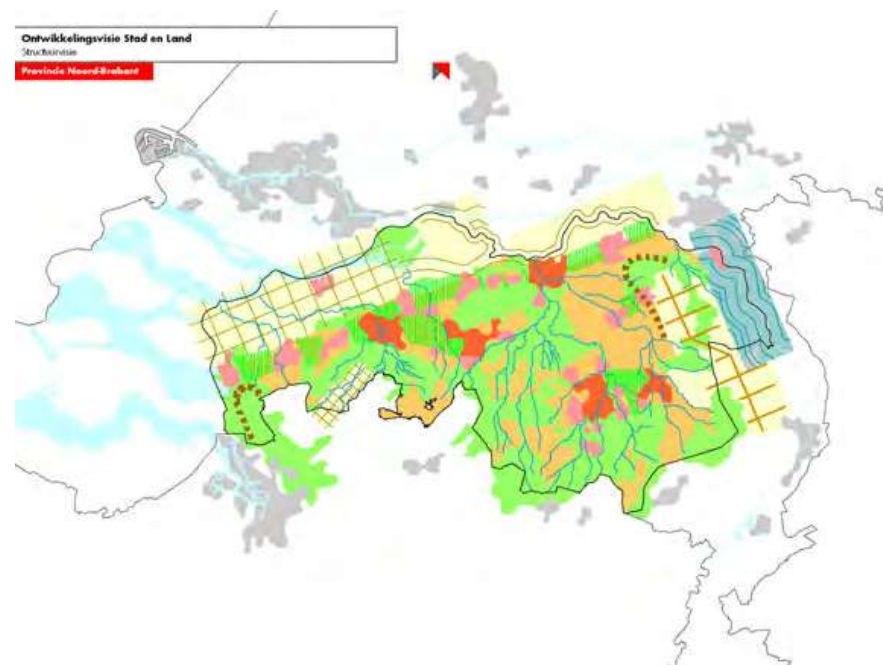 Ontwikkelingsvisie Stad en Land
Structuurvisie
Provincie Noord-Brabant